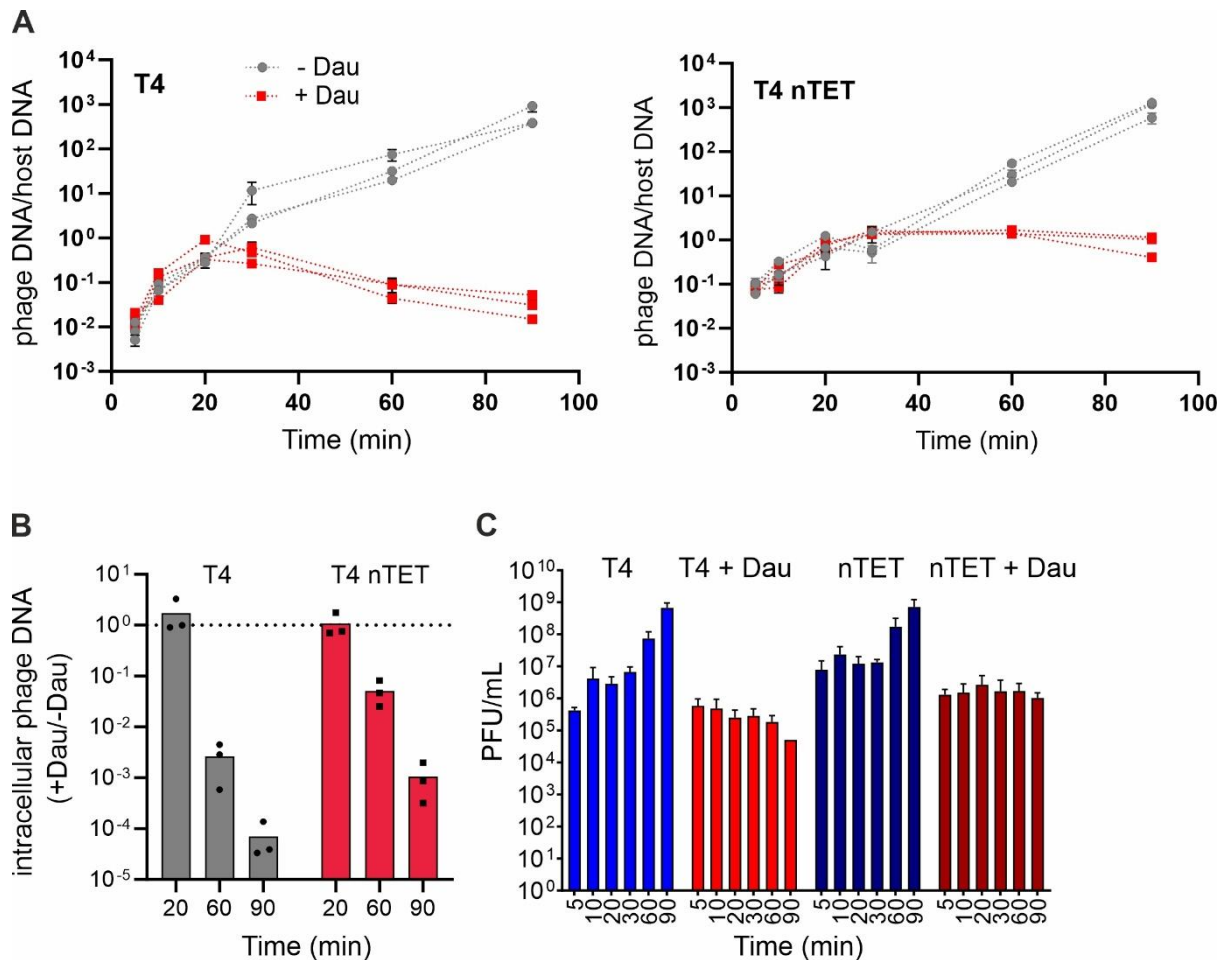 A
T4
- Dau
+ Dau
phage DNA/host DNA
10⁴
10³
10²
10¹
10⁰
10⁻¹
10⁻²
10⁻³
0 20 40 60 80 100
Time (min)
T4 nTET
phage DNA/host DNA
10⁴
10³
10²
10¹
10⁰
10⁻¹
10⁻²
10⁻³
0 20 40 60 80 100
Time (min)
B
T4 T4 nTET
intracellular phage DNA
(+Dau/-Dau)
10¹
10⁰
10⁻¹
10⁻²
10⁻³
10⁻⁴
10⁻⁵
20 60 90 20 60 90
Time (min)
C
T4 T4 + Dau nTET nTET + Dau
PFU/mL
10¹⁰
10⁹
10⁸
10⁷
10⁶
10⁵
10⁴
10³
10²
10¹
10⁰
5 10 20 30 60 90 5 10 20 30 60 90 5 10 20 30 60 90 5 10 20 30 60 90
Time (min)